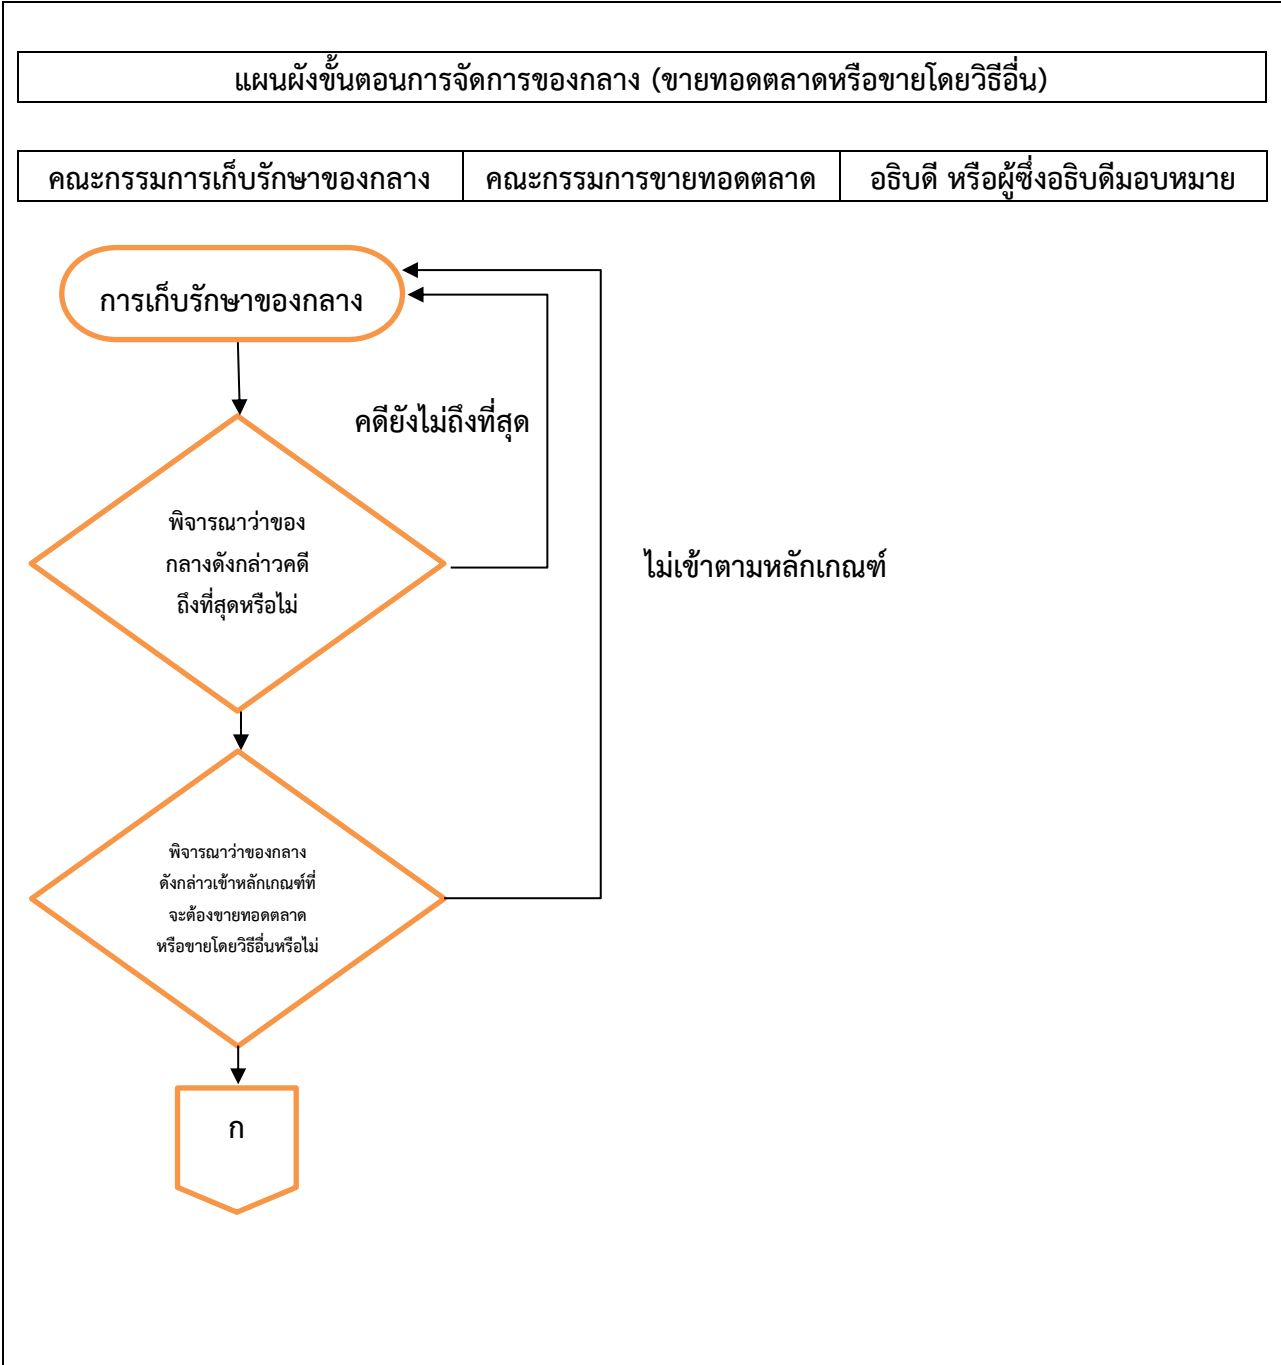 แผนผังขั้นตอนการจัดการของกลาง (ขายทอดตลาดหรือขายโดยวิธีอื่น)
คณะกรรมการเก็บรักษาของกลาง
คณะกรรมการขายทอดตลาด
อธิบดี หรือผู้ซึ่งอธิบดีมอบหมาย
การเก็บรักษาของกลาง
คดียังไม่ถึงที่สุด
พิจารณาว่าของ
กลางดังกล่าวคดี
ถึงที่สุดหรือไม่
ไม่เข้าตามหลักเกณฑ์
พิจารณาว่าของกลาง
ดังกล่าวเข้าหลักเกณฑ์ที่
จะต้องขายทอดตลาด
หรือขายโดยวิธีอื่นหรือไม่
ก